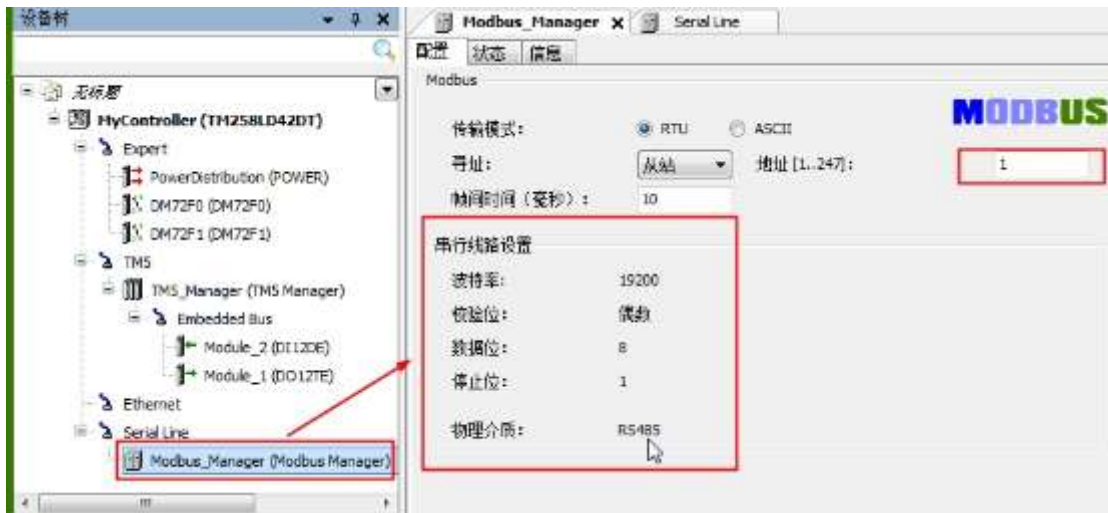 设备树
无标题
MyController (TM258LD42DT)
Expert
PowerDistribution (POWER)
DM72F0 (DM72F0)
DM72F1 (DM72F1)
TM5
TM5_Manager (TM5 Manager)
Embedded Bus
Module_2 (DI12DE)
Module_1 (DO12TE)
Ethernet
Serial Line
Modbus_Manager (Modbus Manager)
Modbus_Manager
Serial Line
配置 状态 信息
Modbus
MODBUS
传输模式: RTU ASCII
寻址: 从站 地址 [1..247]: 1
帧间时间 (毫秒): 10
串行线路设置
波特率: 19200
校验位: 偶数
数据位: 8
停止位: 1
物理介质: RS485